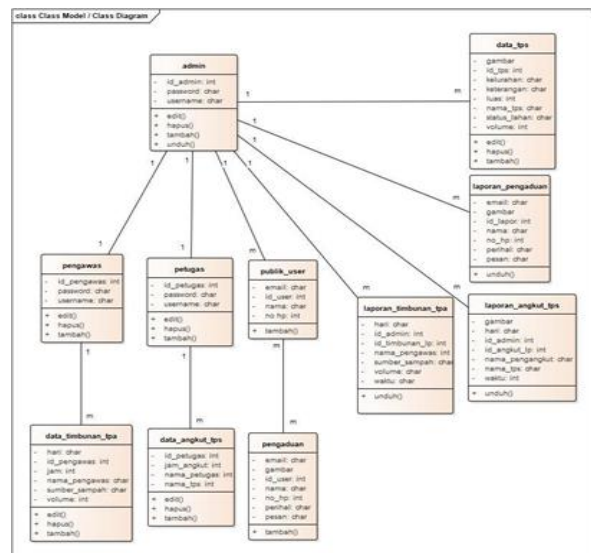 class Class Model / Class Diagram
admin
- id_admin: int
- password: char
- username: char
+ edit()
+ hapus()
+ tambah()
+ unduh()
data_tps
- gambar
- id_tps: int
- kelurahan: char
- keterangan: char
- luas: int
- nama_tps: char
- status_lahan: char
- volume: int
+ edit()
+ hapus()
+ tambah()
laporan_pengaduan
- email: char
- gambar
- id_lapor: int
- nama: char
- no_hp: int
- perihal: char
- pesan: char
+ unduh()
pengawas
- id_pengawas: int
- password: char
- username: char
+ edit()
+ hapus()
+ tambah()
petugas
- id_petugas: int
- password: char
- username: char
+ edit()
+ hapus()
+ tambah()
publik_user
- email: char
- id_user: int
- nama: char
- no hp: int
+ tambah()
laporan_timbunan_tpa
- hari: char
- id_admin: int
- id_timbunan_lp: int
- nama_pengawas: int
- sumber_sampah: char
- volume: char
- waktu: char
+ unduh()
laporan_angkut_tps
- gambar
- hari: char
- id_admin: int
- id_angkut_lp: int
- nama_pengangkut: char
- nama_tps: char
- waktu: int
+ unduh()
data_timbunan_tpa
- hari: char
- id_pengawas: int
- jam: int
- nama_pengawas: char
- sumber_sampah: char
- volume: int
+ edit()
+ hapus()
+ tambah()
data_angkut_tps
- id_petugas: int
- jam_angkut: int
- nama_petugas: int
- nama_tps: int
+ edit()
+ hapus()
+ tambah()
pengaduan
- email: char
- gambar
- id_user: int
- nama: char
- no_hp: int
- perihal: char
- pesan: char
+ tambah()
1
m
1
m
1
m
1
m
1
m
1
1
1
1
1
m
1
m
m
m